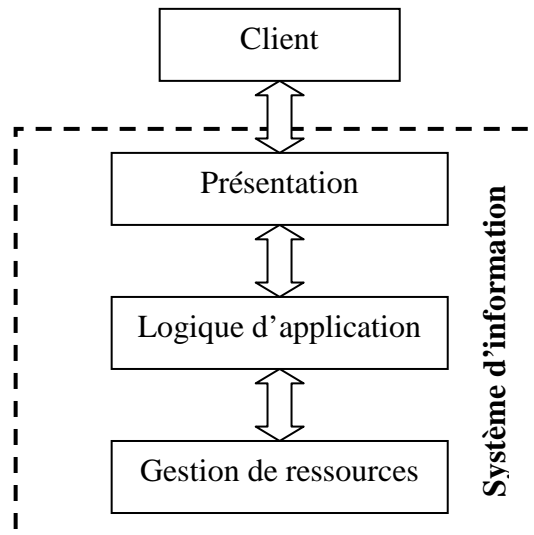 Client
Présentation
Logique d’application
Gestion de ressources
Système d’information